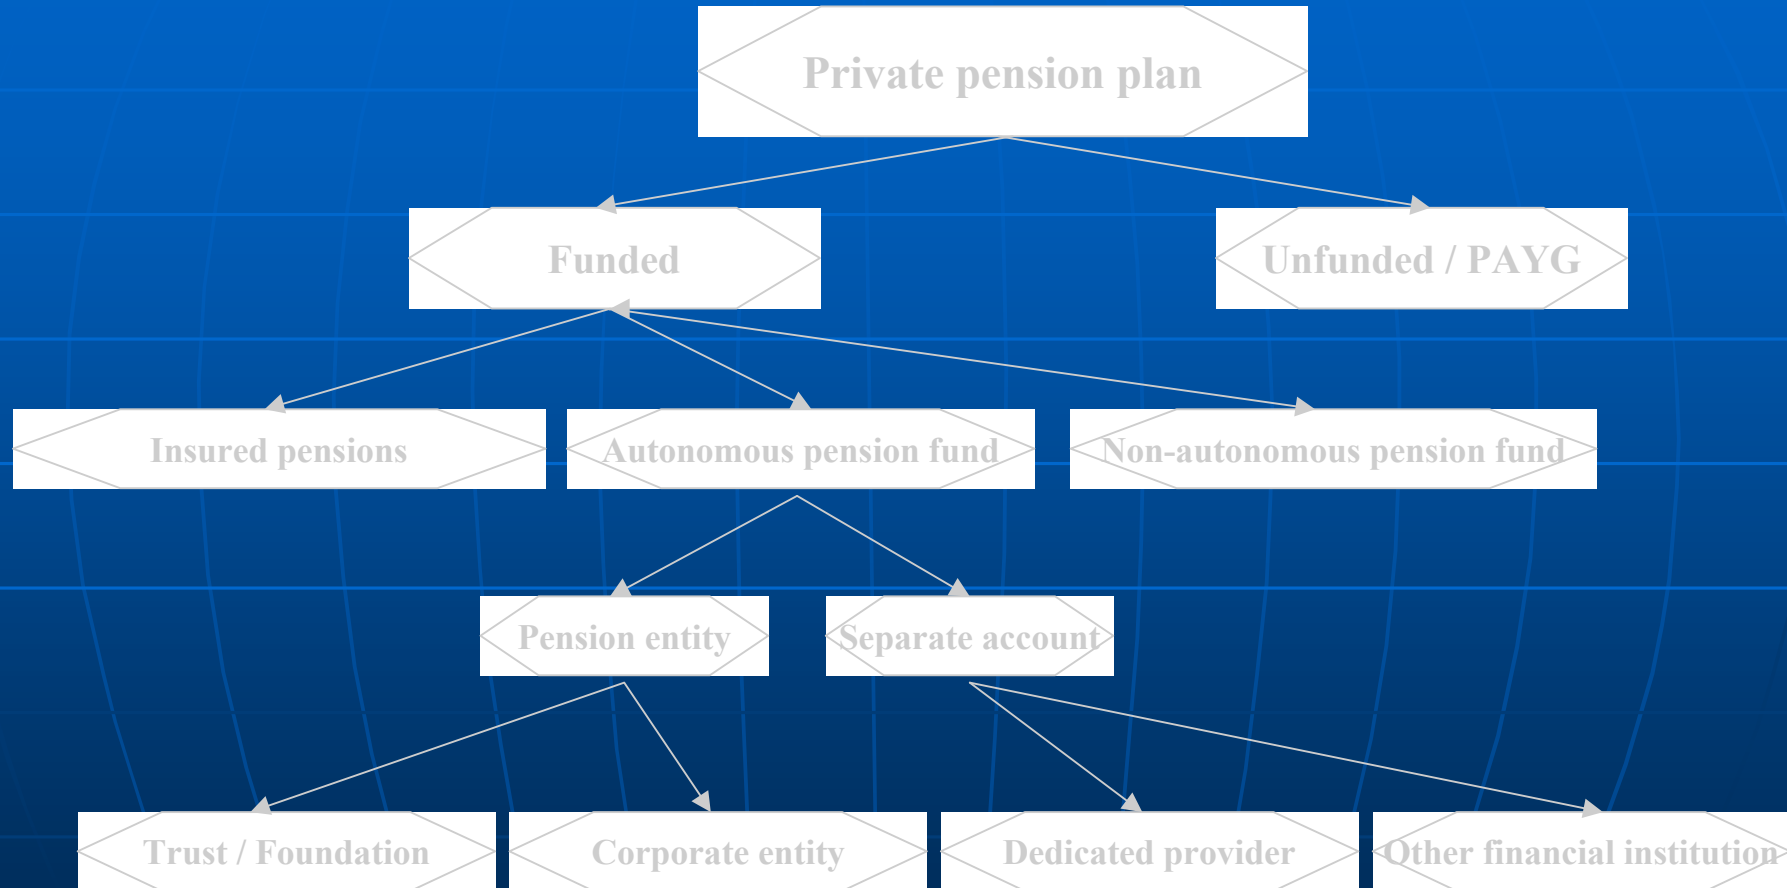 Private pension plan
Funded
Unfunded / PAYG
Insured pensions
Autonomous pension fund
Non-autonomous pension fund
Pension entity
Separate account
Trust / Foundation
Corporate entity
Dedicated provider
Other financial institution